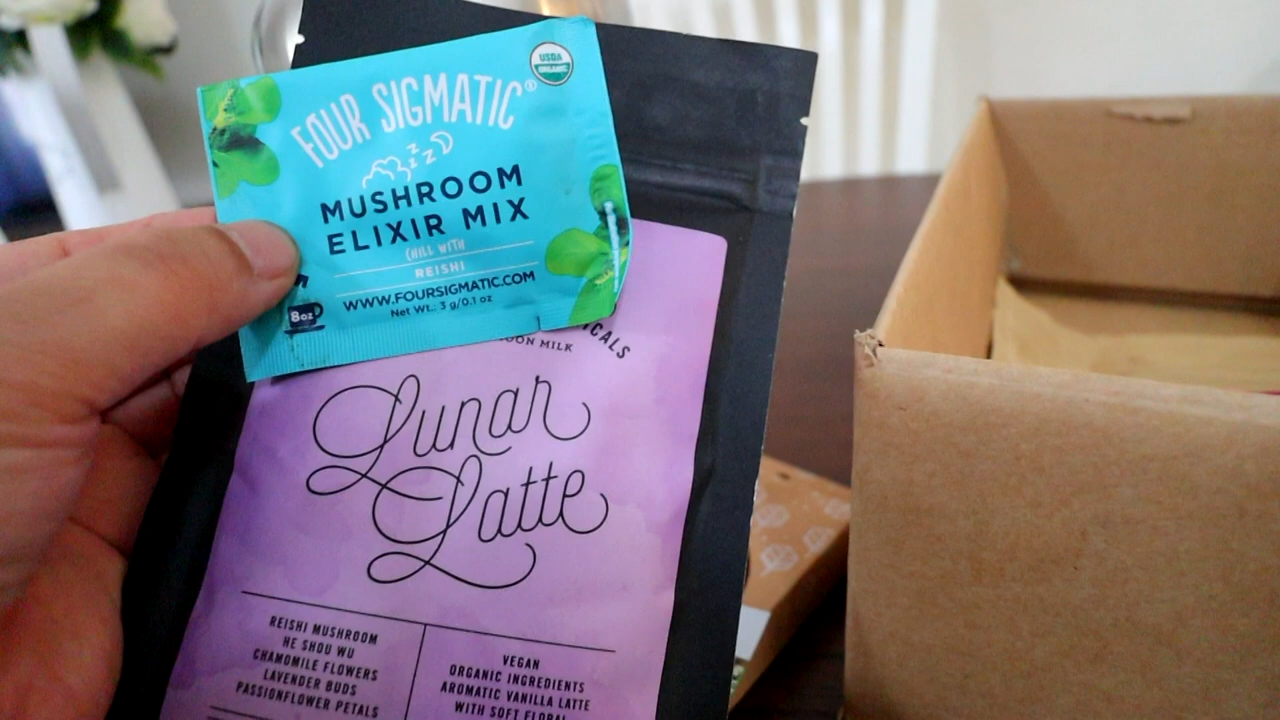 USDA
ORGANIC
FOUR SIGMATIC®
z z z z
MUSHROOM
ELIXIR MIX
CHILL WITH
REISHI
WWW.FOURSIGMATIC.COM
Net WT. 3 g/0.1 oz
8oz
MILK
Lunar
Latte
REISHI MUSHROOM
HE SHOU WU
CHAMOMILE FLOWERS
LAVENDER BUDS
PASSIONFLOWER PETALS
VEGAN
ORGANIC INGREDIENTS
AROMATIC VANILLA LATTE
WITH SOFT FLORAL